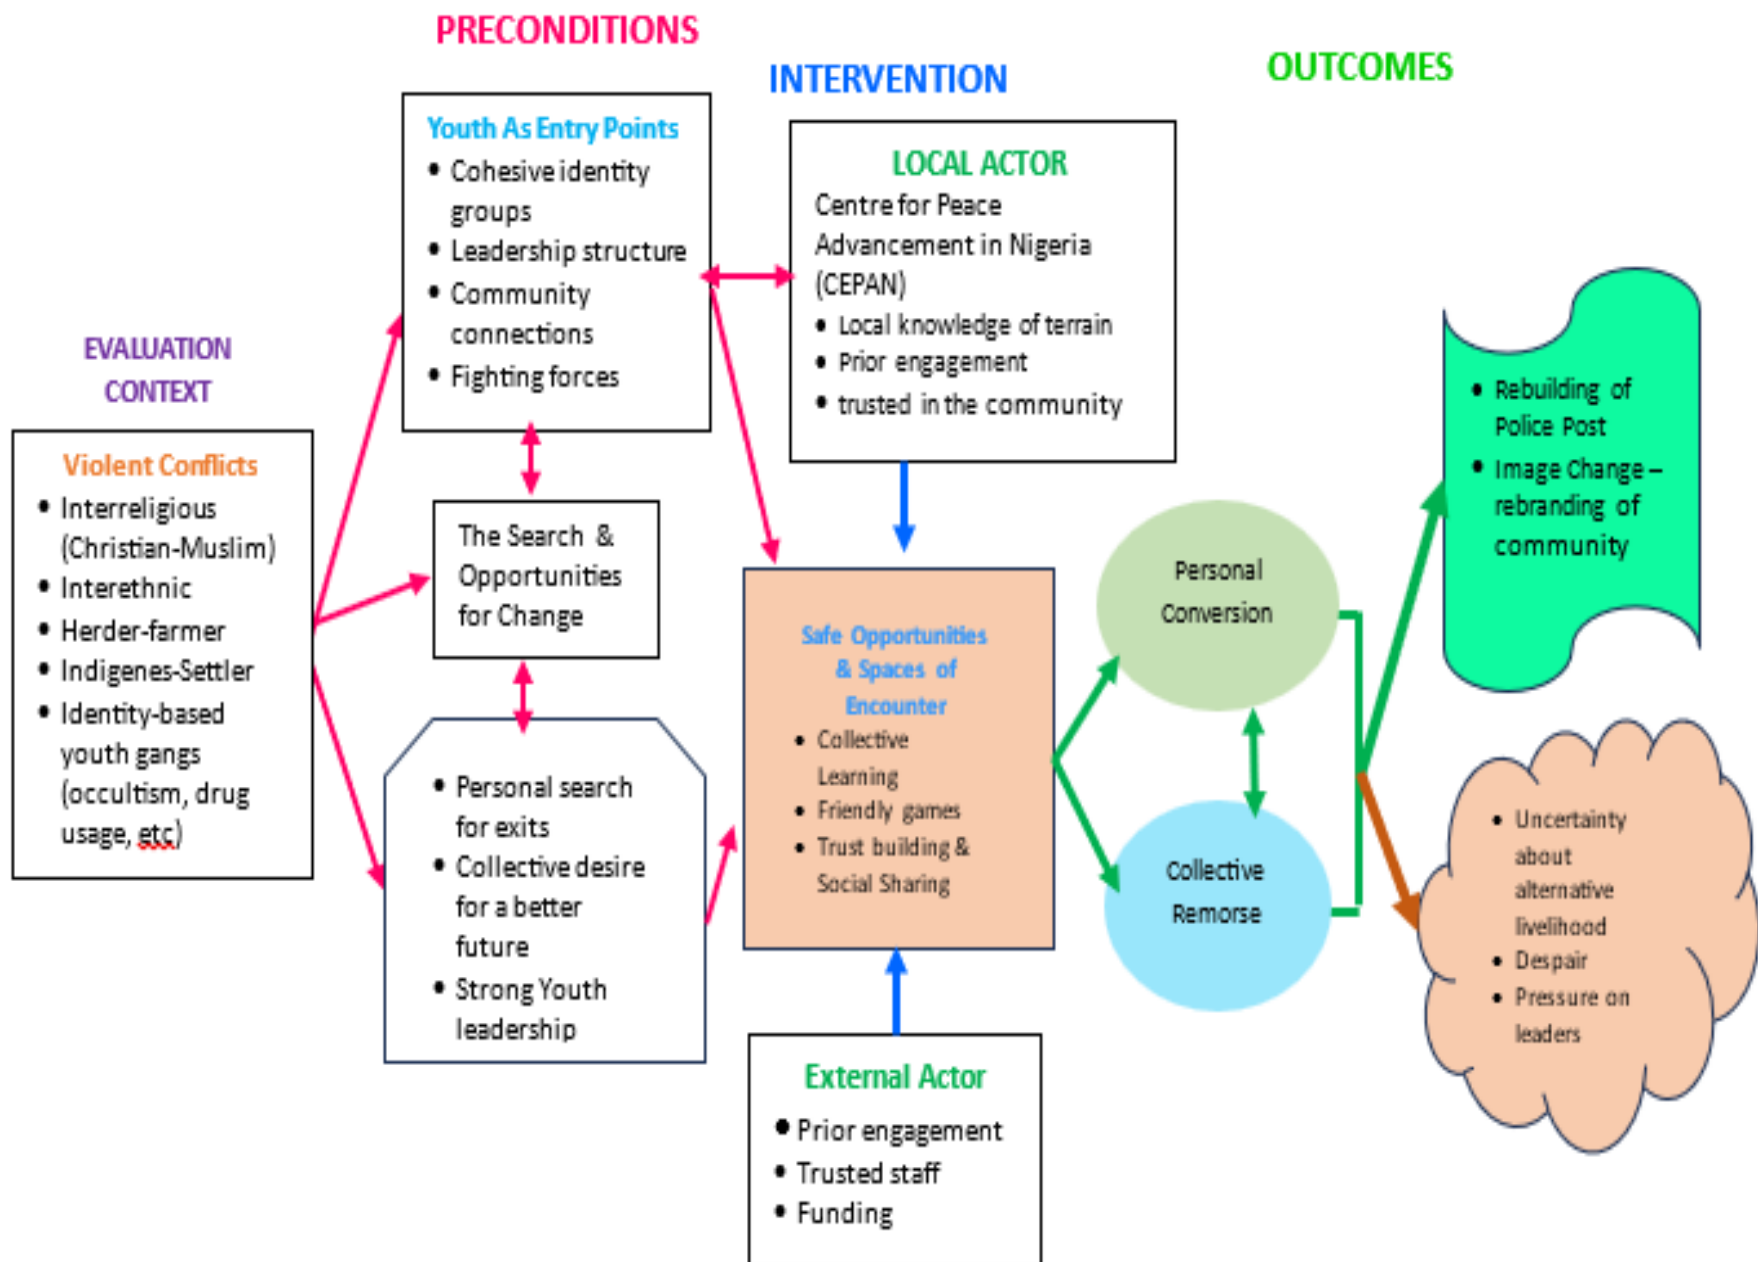 PRECONDITIONS
INTERVENTION
OUTCOMES
EVALUATION
CONTEXT
Violent Conflicts
• Interreligious
(Christian-Muslim)
• Interethnic
• Herder-farmer
• Indigenes-Settler
• Identity-based
youth gangs
(occultism, drug
usage, etc)
Youth As Entry Points
• Cohesive identity
groups
• Leadership structure
• Community
connections
• Fighting forces
The Search &
Opportunities
for Change
• Personal search
for exits
• Collective desire
for a better
future
• Strong Youth
leadership
LOCAL ACTOR
Centre for Peace
Advancement in Nigeria
(CEPAN)
• Local knowledge of terrain
• Prior engagement
• trusted in the community
Safe Opportunities
& Spaces of
Encounter
• Collective
Learning
• Friendly games
• Trust building &
Social Sharing
External Actor
• Prior engagement
• Trusted staff
• Funding
Personal
Conversion
Collective
Remorse
• Rebuilding of
Police Post
• Image Change –
rebranding of
community
• Uncertainty
about
alternative
livelihood
• Despair
• Pressure on
leaders